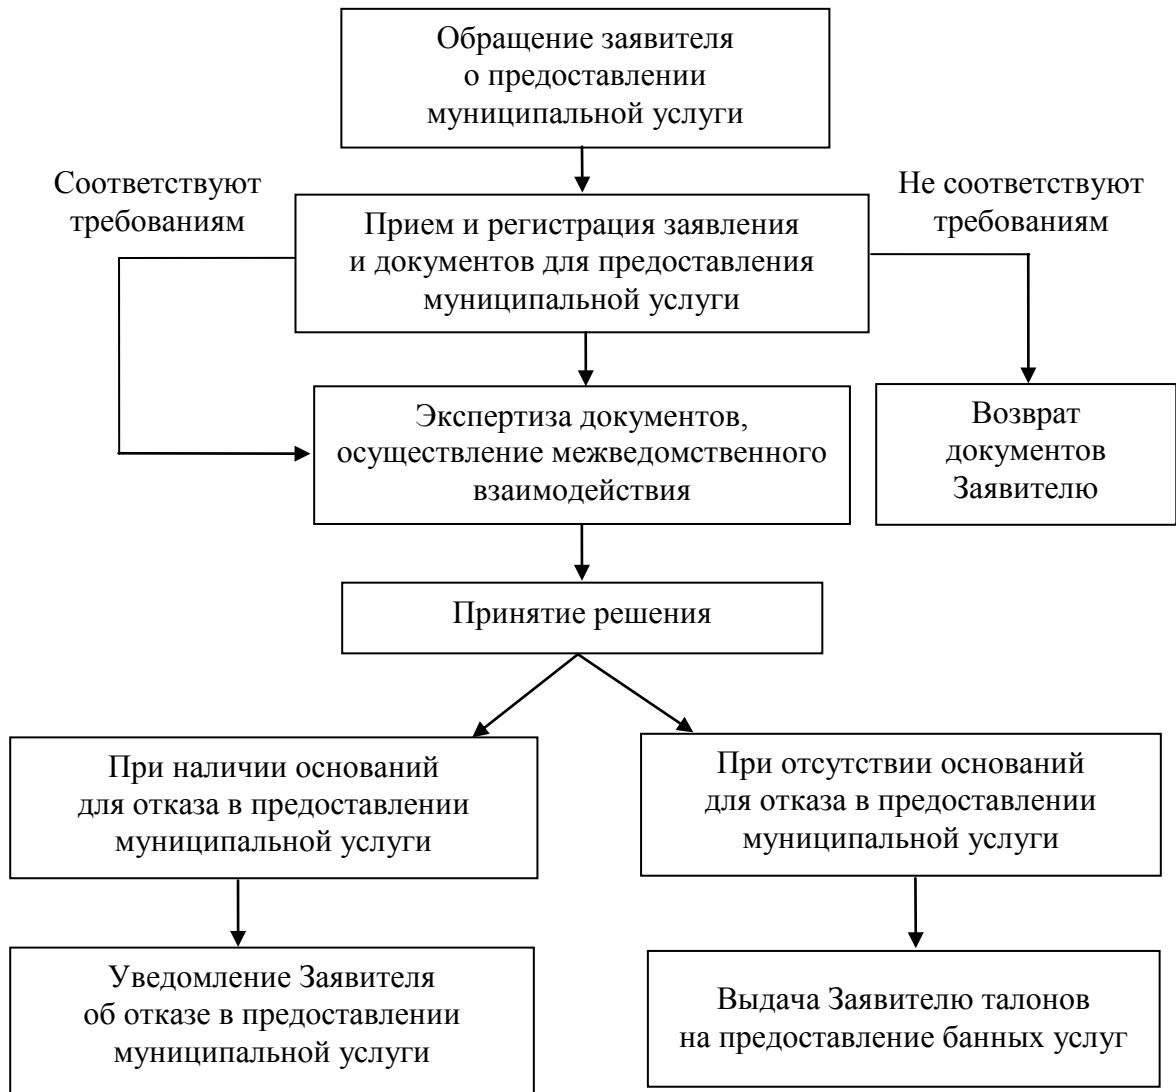 Обращение заявителя
о предоставлении
муниципальной услуги
Соответствуют
требованиям
Не соответствуют
требованиям
Прием и регистрация заявления
и документов для предоставления
муниципальной услуги
Экспертиза документов,
осуществление межведомственного
взаимодействия
Возврат
документов
Заявителю
Принятие решения
При наличии оснований
для отказа в предоставлении
муниципальной услуги
При отсутствии оснований
для отказа в предоставлении
муниципальной услуги
Уведомление Заявителя
об отказе в предоставлении
муниципальной услуги
Выдача Заявителю талонов
на предоставление банных услуг